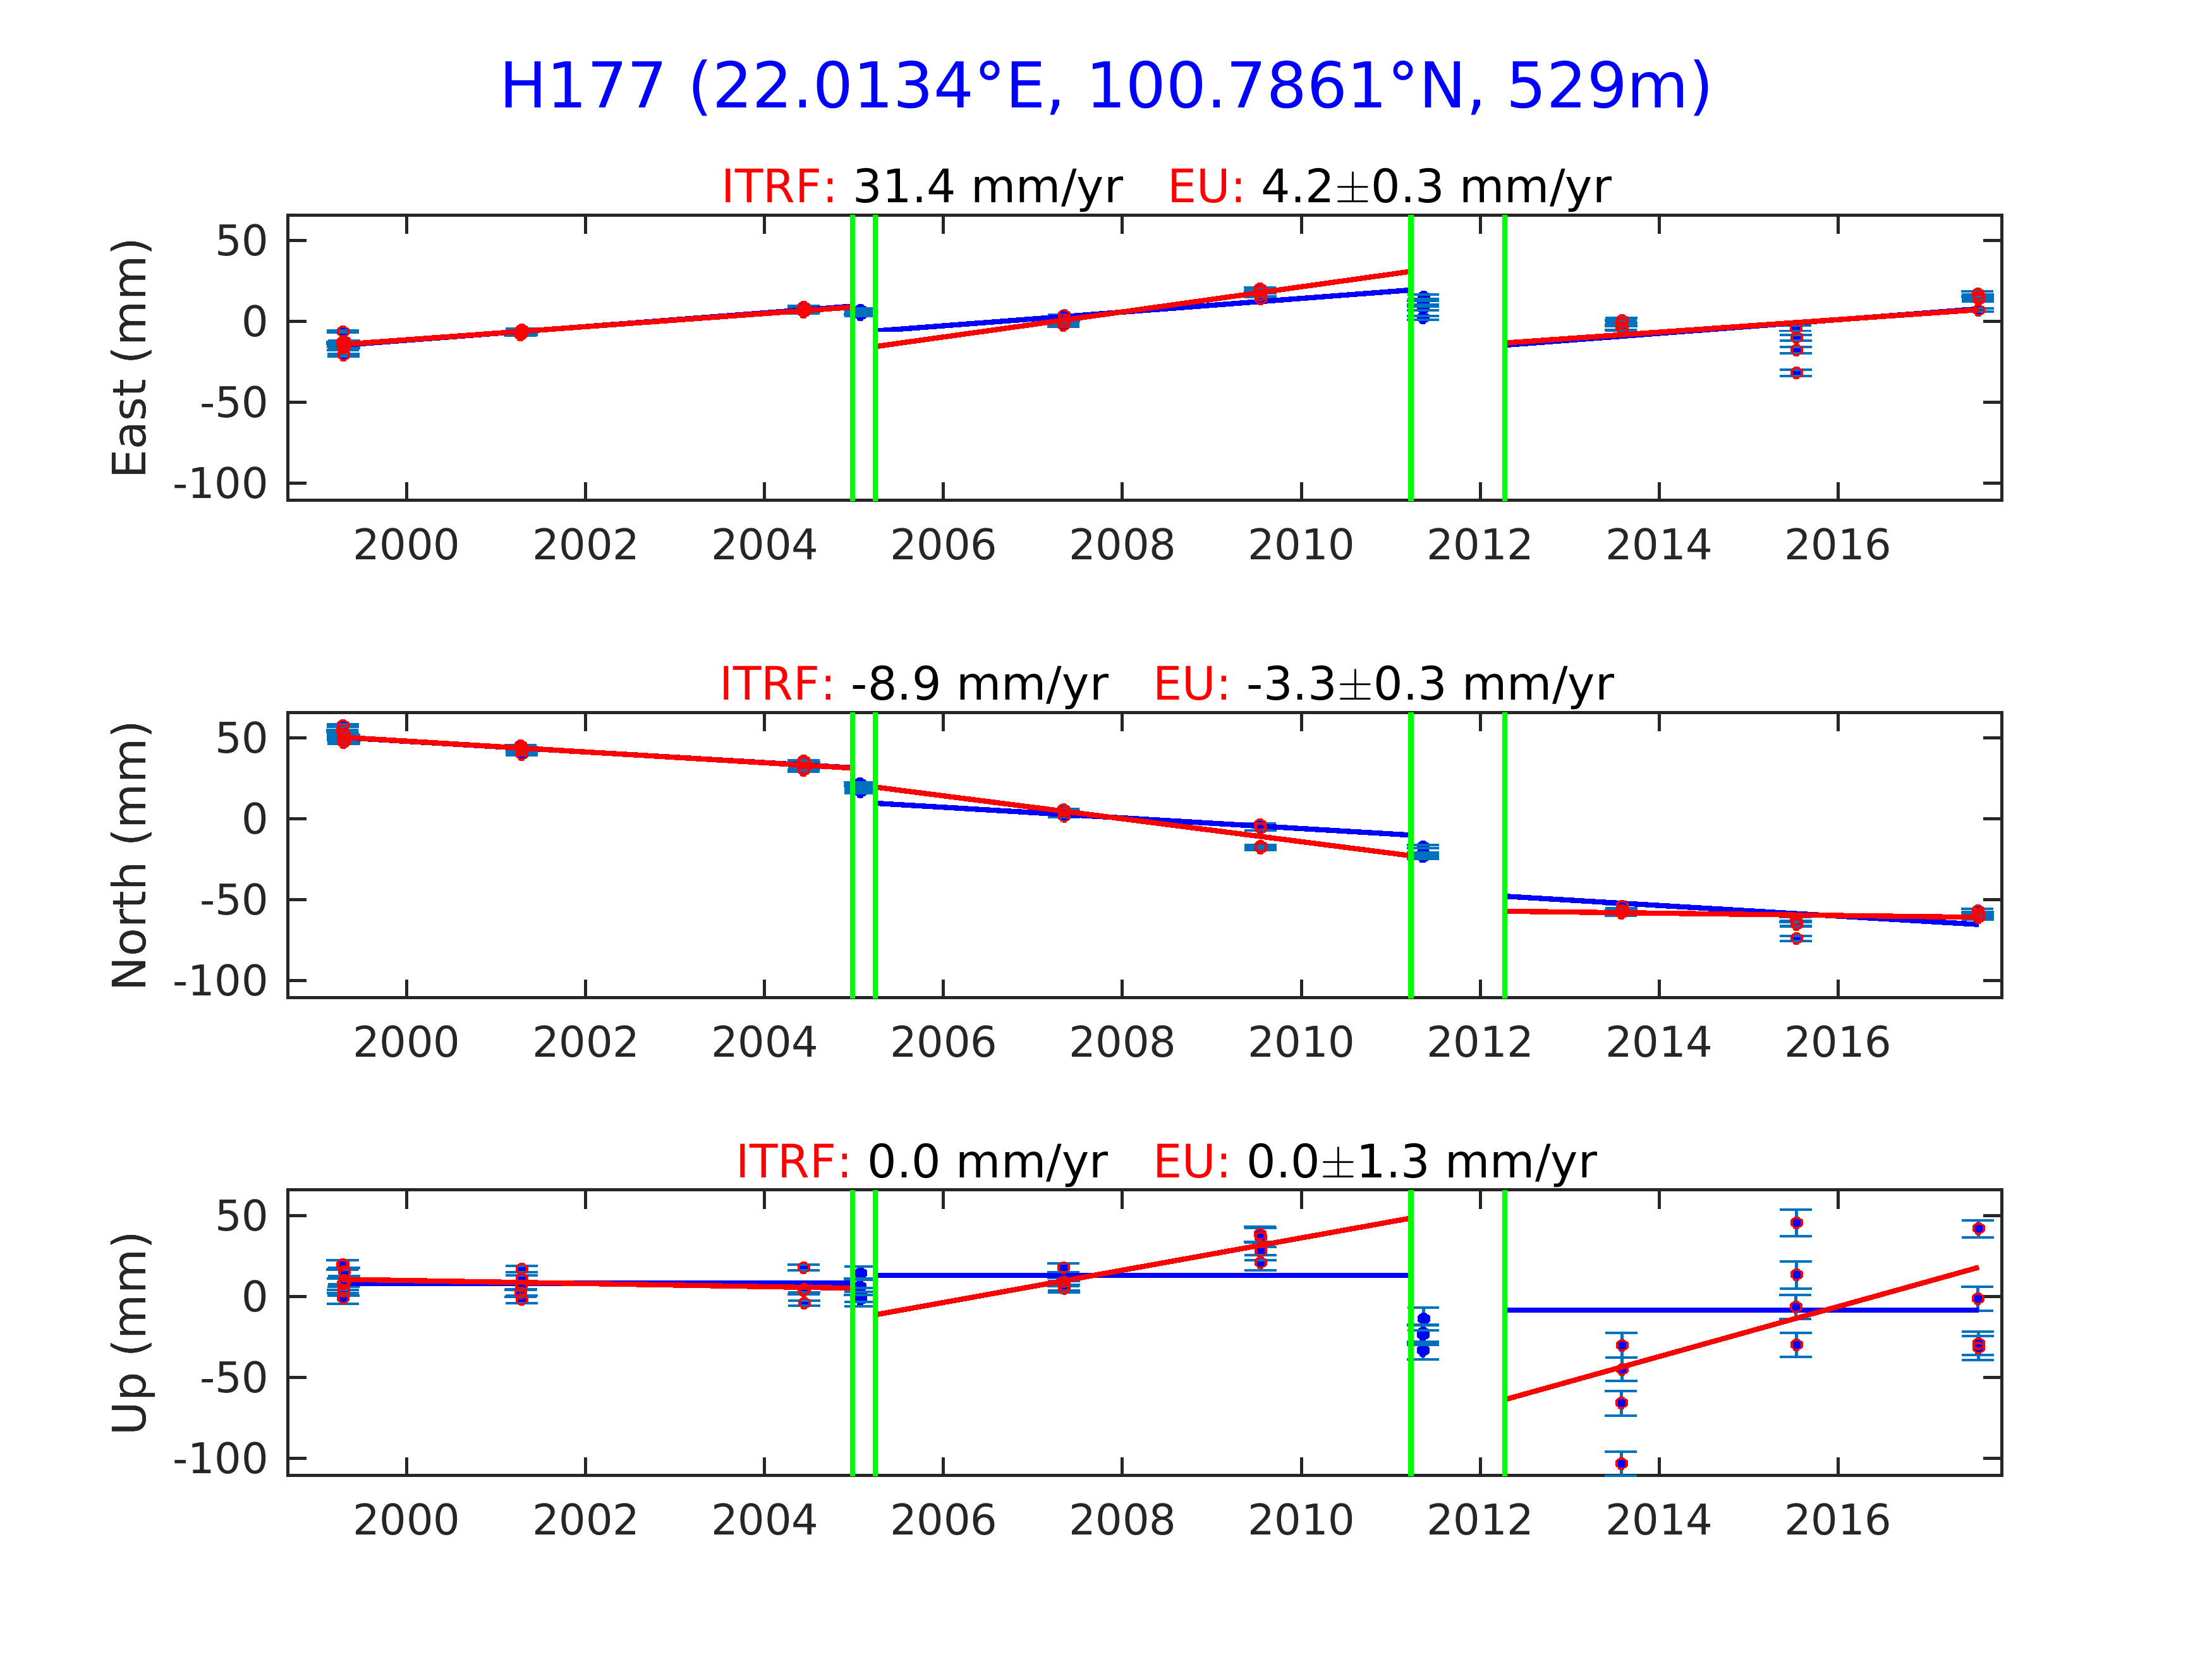 H177 (22.0134°E, 100.7861°N, 529m)
ITRF: 31.4 mm/yr EU: 4.2±0.3 mm/yr
East (mm)
50
0
-50
-100
2000 2002 2004 2006 2008 2010 2012 2014 2016
ITRF: -8.9 mm/yr EU: -3.3±0.3 mm/yr
North (mm)
50
0
-50
-100
2000 2002 2004 2006 2008 2010 2012 2014 2016
ITRF: 0.0 mm/yr EU: 0.0±1.3 mm/yr
Up (mm)
50
0
-50
-100
2000 2002 2004 2006 2008 2010 2012 2014 2016